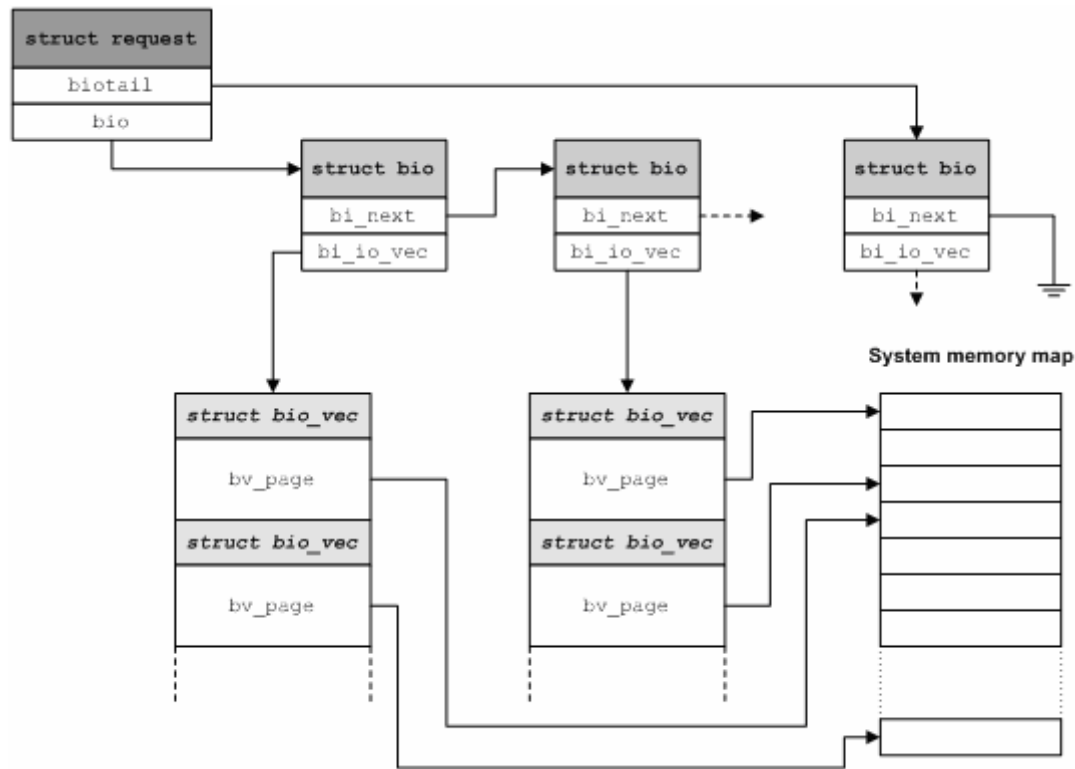 struct request
biotail
bio
struct bio
bi_next
bi_io_vec
struct bio
bi_next
bi_io_vec
struct bio
bi_next
bi_io_vec
System memory map
struct bio_vec
bv_page
struct bio_vec
bv_page
struct bio_vec
bv_page
struct bio_vec
bv_page